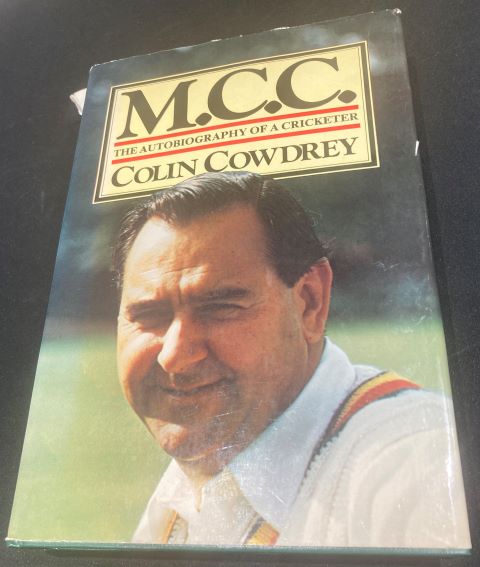 M.C.C.
THE AUTOBIOGRAPHY OF A CRICKETER
COLIN COWDREY